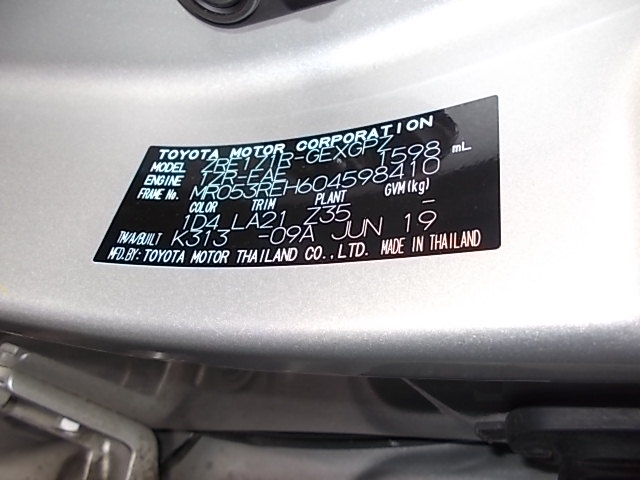 TOYOTA MOTOR CORPORATION
MODEL ZRE171R-GEXGPZ
ENGINE 1ZR-FAE 1598 mL
FRAME No. MR053REH604598410
COLOR TRIM PLANT GVM(kg)
1D4 LA21 Z35 -
TM/A/BUILT K313 -09A JUN 19
MFD.BY:TOYOTA MOTOR THAILAND CO.,LTD. MADE IN THAILAND